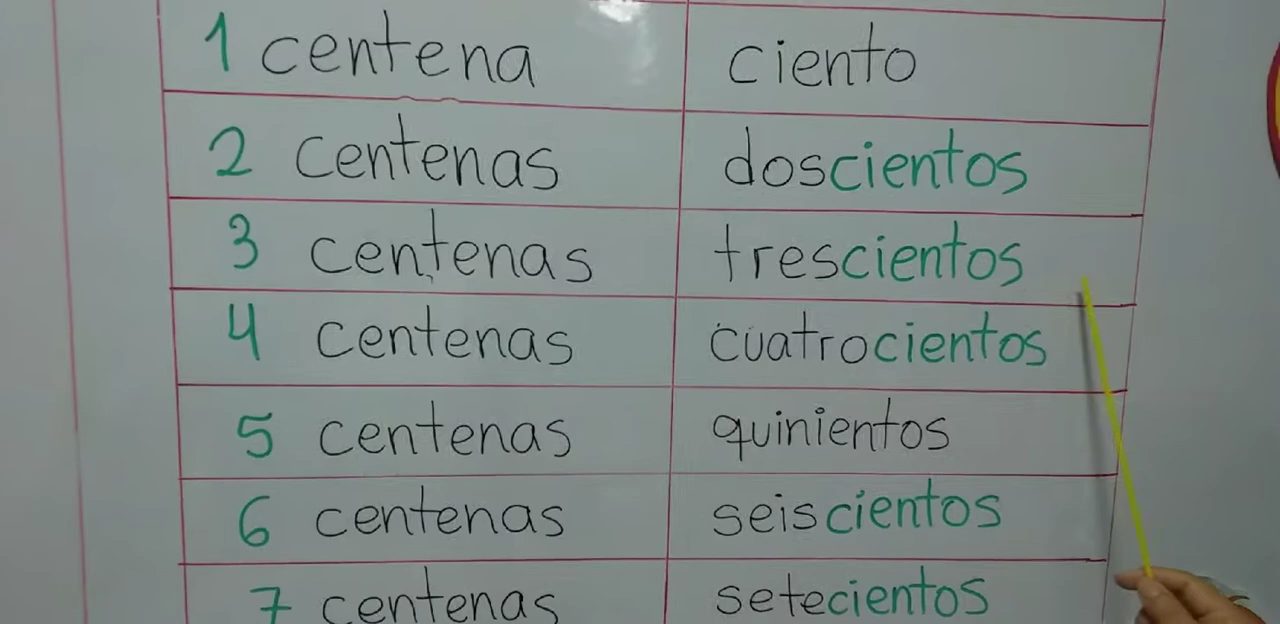 1 centena ciento
2 centenas doscientos
3 centenas trescientos
4 centenas cuatrocientos
5 centenas quinientos
6 centenas seiscientos
7 centenas setecientos